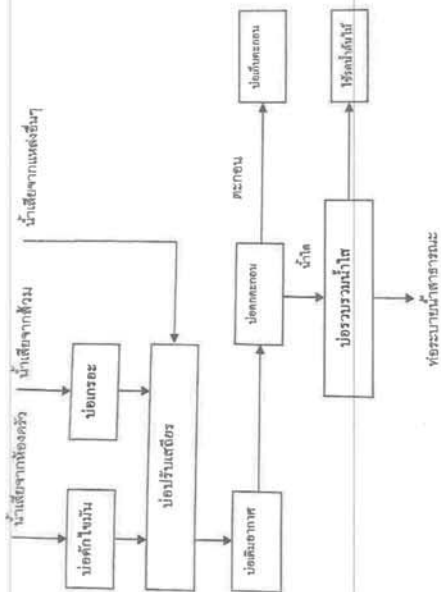 น้ำเสียจากห้องครัว
น้ำเสียจากส้วม
น้ำเสียจากแหล่งอื่นๆ
บ่อดักไขมัน
บ่อเกรอะ
บ่อปรับเสถียร
บ่อเติมอากาศ
บ่อตกตะกอน
ตะกอน
บ่อเก็บตะกอน
น้ำใส
บ่อรวบรวมน้ำใส
ใช้รดน้ำต้นไม้
ท่อระบายน้ำสาธารณะ